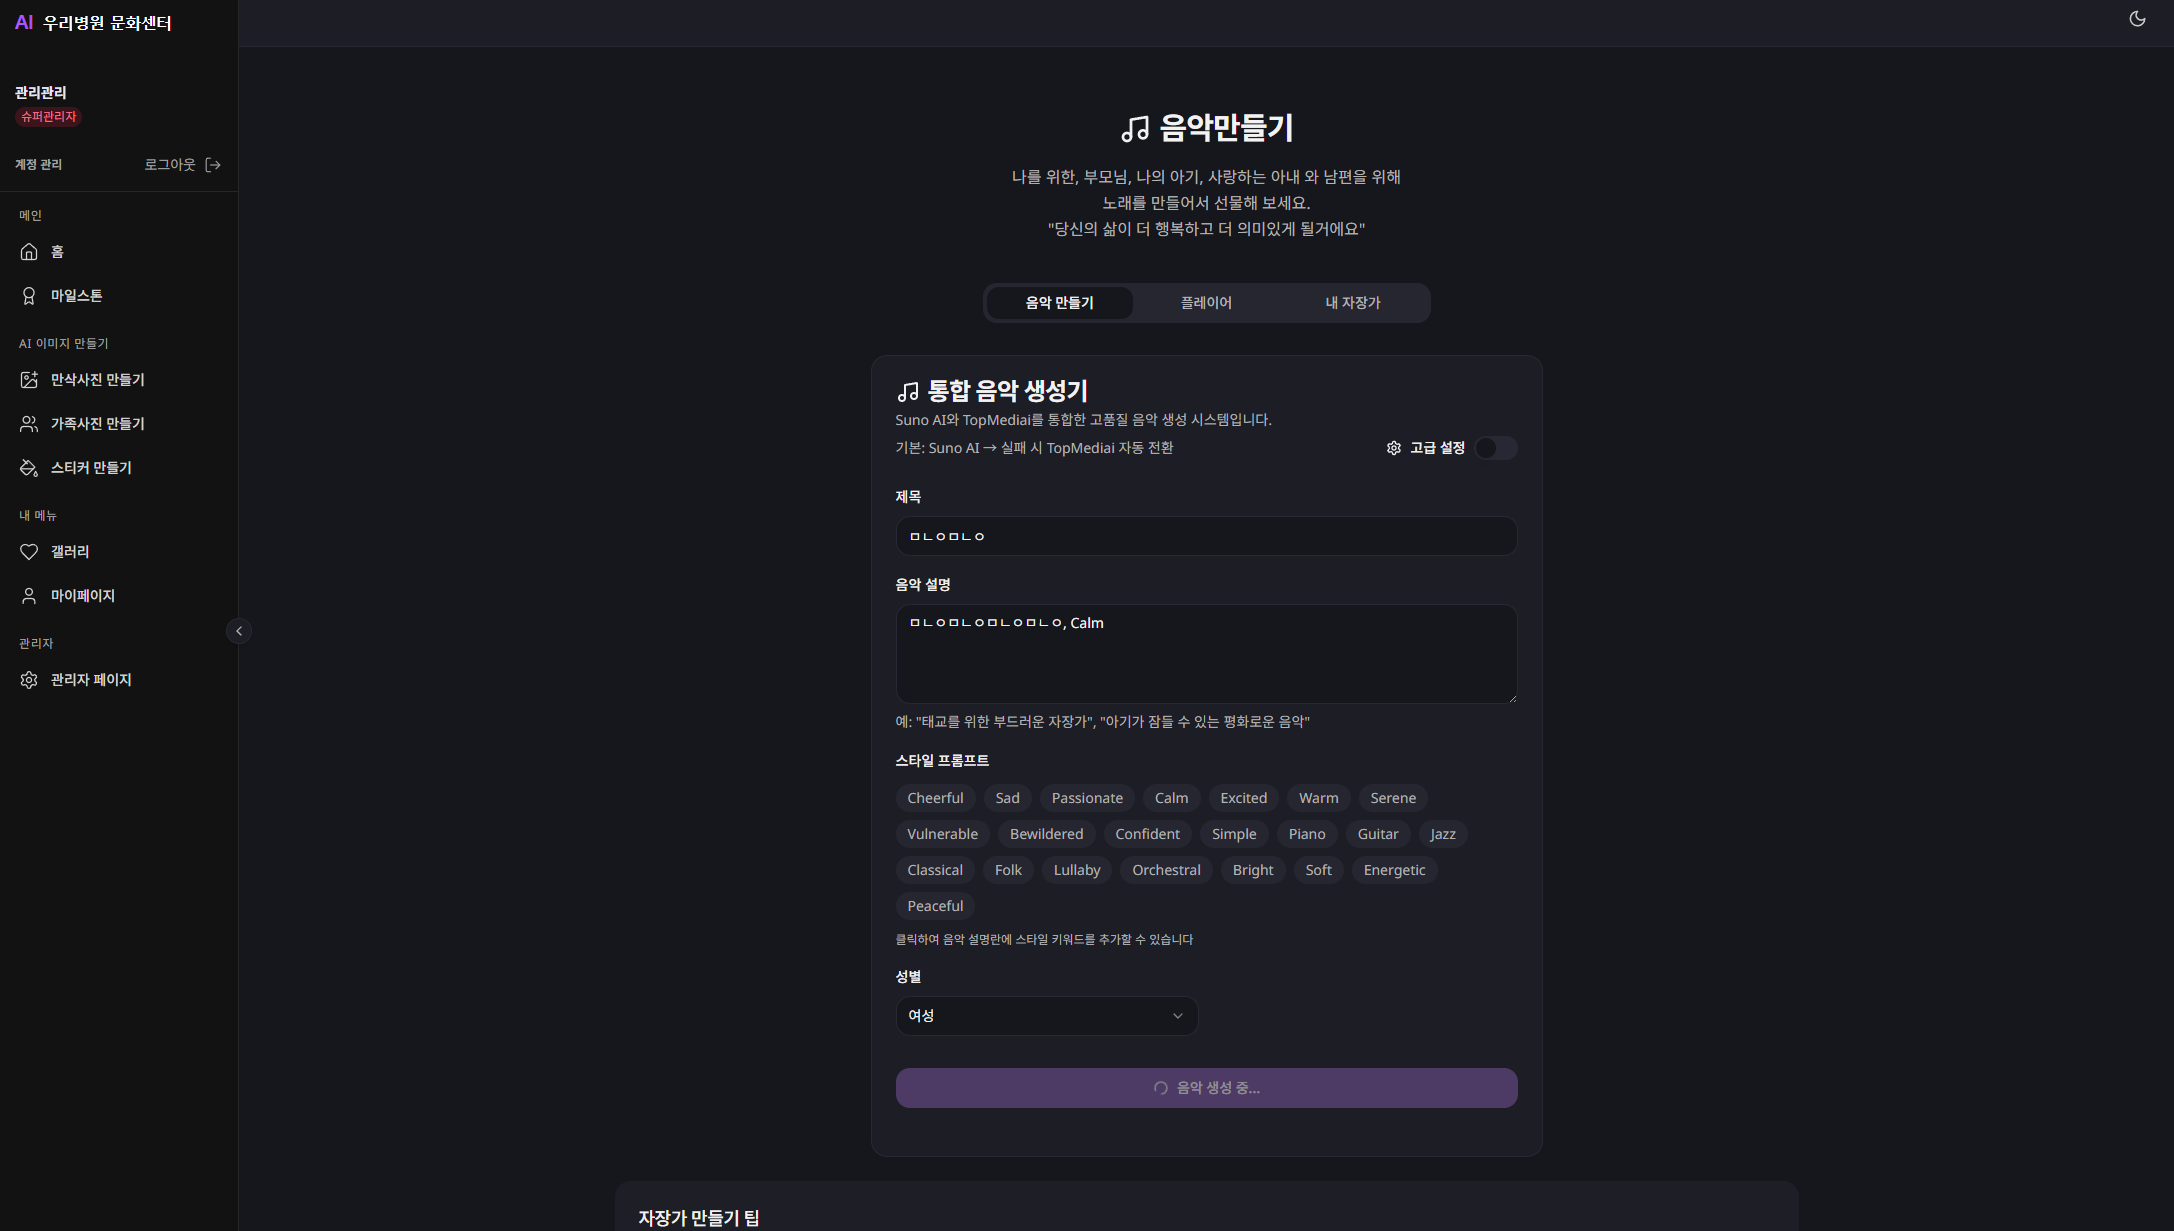 AI 우리병원 문화센터
관리관리
슈퍼관리자
계정 관리
로그아웃
메인
홈
마일스톤
AI 이미지 만들기
만삭사진 만들기
가족사진 만들기
스티커 만들기
내 메뉴
갤러리
마이페이지
관리자
관리자 페이지
음악만들기
나를 위한, 부모님, 나의 아기, 사랑하는 아내 와 남편을 위해
노래를 만들어서 선물해 보세요.
"당신의 삶이 더 행복하고 더 의미있게 될거에요"
음악 만들기 플레이어 내 자장가
통합 음악 생성기
Suno AI와 TopMediai를 통합한 고품질 음악 생성 시스템입니다.
기본: Suno AI → 실패 시 TopMediai 자동 전환
고급 설정
제목
ㅁㄴㅇㅁㄴㅇ
음악 설명
ㅁㄴㅇㅁㄴㅇㅁㄴㅇㅁㄴㅇ, Calm
예: "태교를 위한 부드러운 자장가", "아기가 잠들 수 있는 평화로운 음악"
스타일 프롬프트
Cheerful Sad Passionate Calm Excited Warm Serene
Vulnerable Bewildered Confident Simple Piano Guitar Jazz
Classical Folk Lullaby Orchestral Bright Soft Energetic
Peaceful
클릭하여 음악 설명란에 스타일 키워드를 추가할 수 있습니다
성별
여성
음악 생성 중...
자장가 만들기 팁